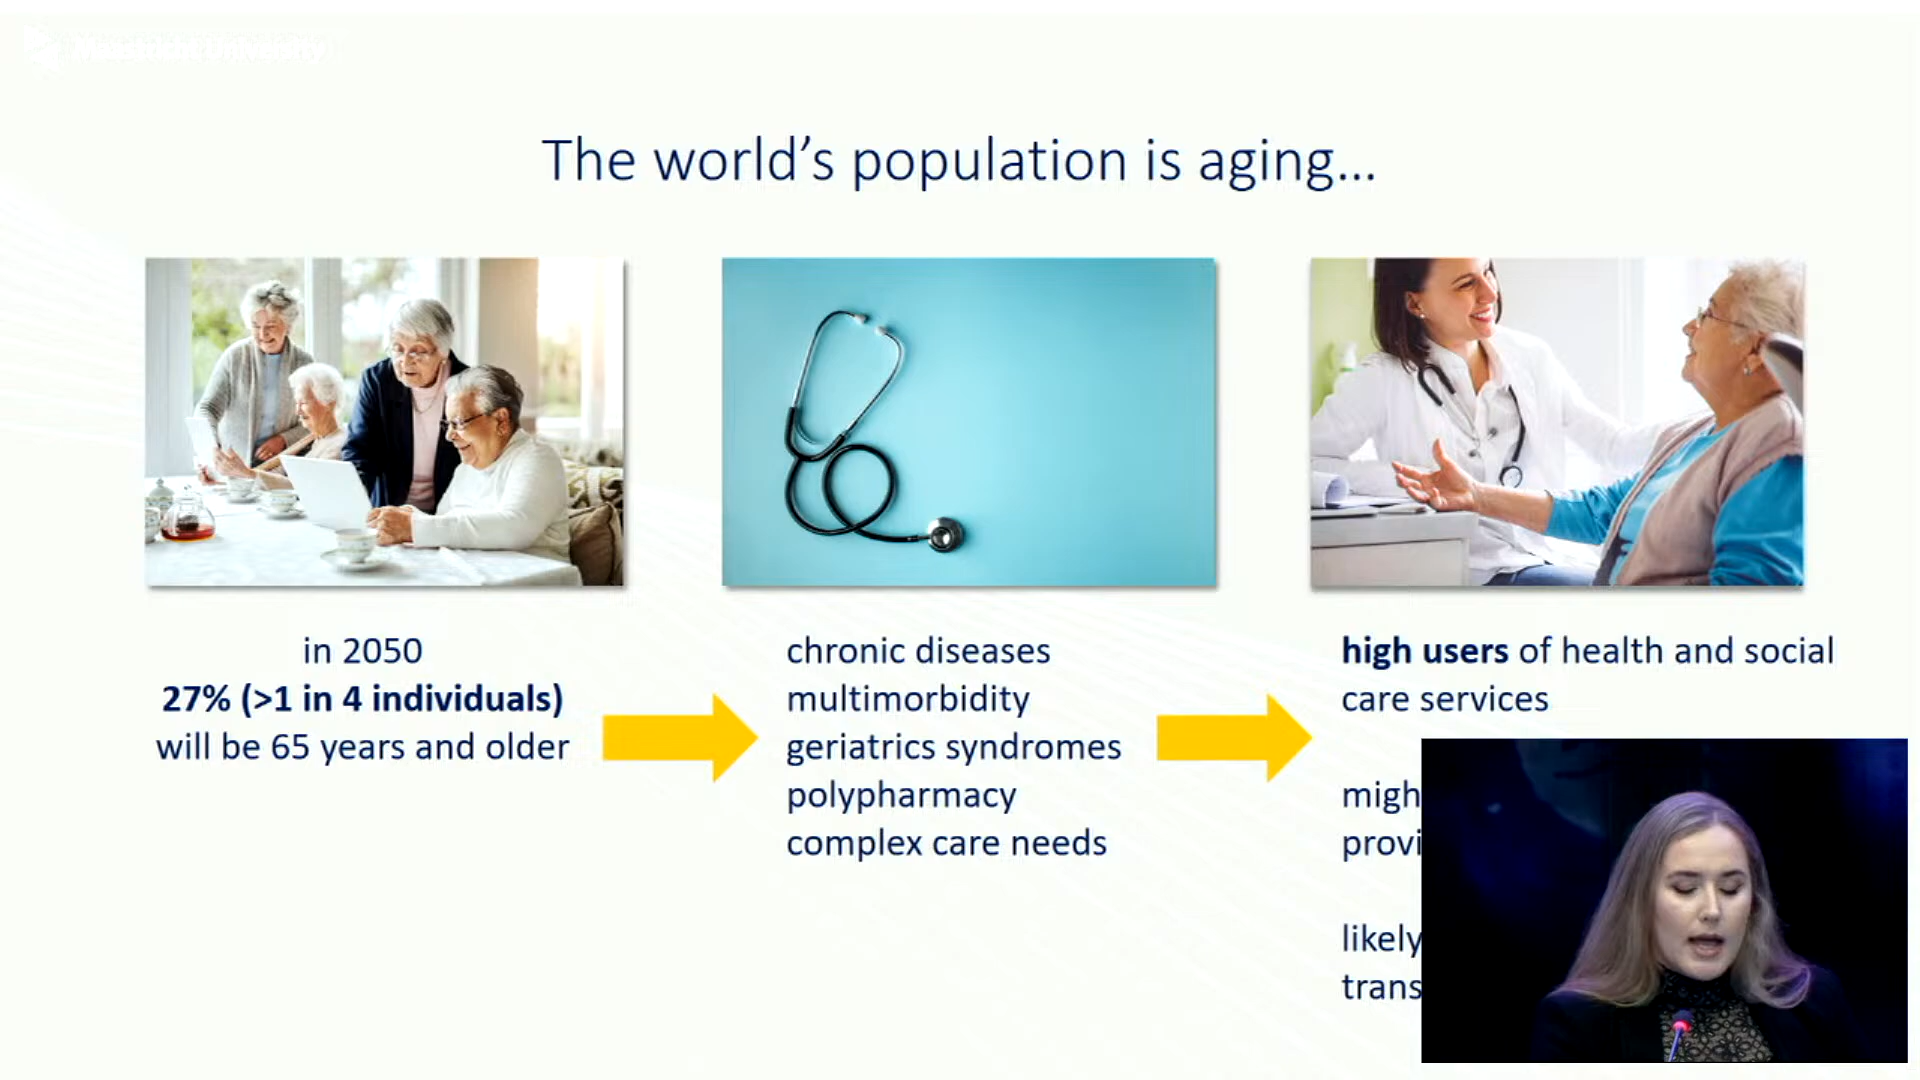 The world's population is aging...
in 2050
27% (>1 in 4 individuals)
will be 65 years and older
chronic diseases
multimorbidity
geriatrics syndromes
polypharmacy
complex care needs
high users of health and social
care services
migh
provi
likely
trans